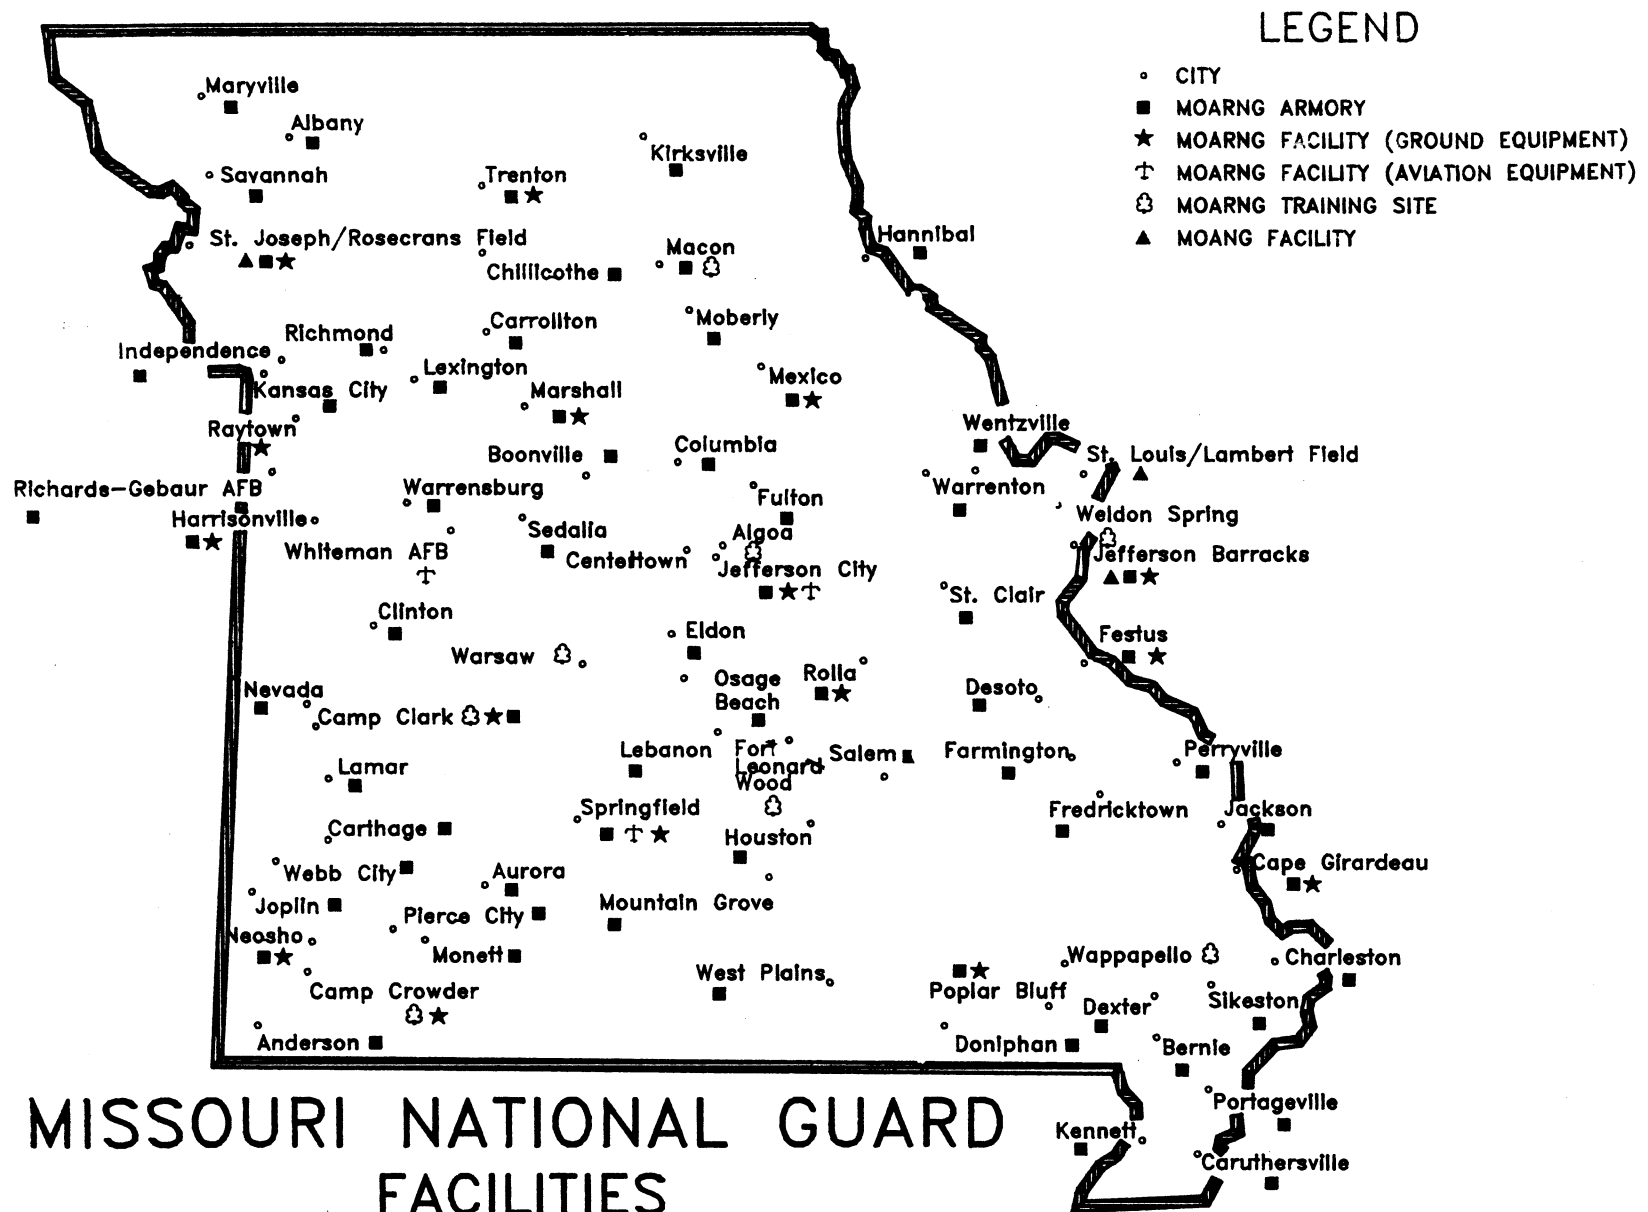 LEGEND
CITY
MOARNG ARMORY
MOARNG FACILITY (GROUND EQUIPMENT)
MOARNG FACILITY (AVIATION EQUIPMENT)
MOARNG TRAINING SITE
MOANG FACILITY
Maryville
Albany
Kirksville
Savannah
Trenton
St. Joseph/Rosecrans Field
Hannibal
Macon
Chillicothe
Carrollton
Moberly
Richmond
Independence
Lexington
Mexico
Kansas City
Marshall
Wentzville
Raytown
Columbia
Boonville
St. Louis/Lambert Field
Richards-Gebaur AFB
Warrensburg
Warrenton
Fulton
Weldon Spring
Harrisonville
Sedalia
Algoa
Whiteman AFB
Jefferson Barracks
Centertown
Jefferson City
St. Clair
Clinton
Eldon
Festus
Warsaw
Rolla
Osage
Beach
Desoto
Nevada
Camp Clark
Lebanon
Fort
Leonard
Wood
Salem
Farmington
Perryville
Lamar
Springfield
Fredricktown
Jackson
Carthage
Houston
Cape Girardeau
Webb City
Aurora
Joplin
Pierce City
Mountain Grove
Neosho
Monett
Wappapello
Charleston
West Plains
Camp Crowder
Poplar Bluff
Dexter
Sikeston
Anderson
Doniphan
Bernie
Portageville
Kennett
Caruthersville
MISSOURI NATIONAL GUARD
FACILITIES